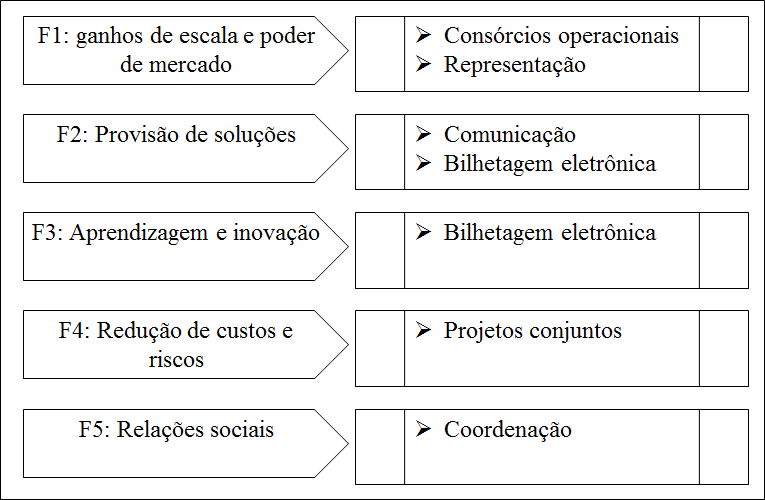 F1: ganhos de escala e poder
de mercado
➢ Consórcios operacionais
➢ Representação
F2: Provisão de soluções
➢ Comunicação
➢ Bilhetagem eletrônica
F3: Aprendizagem e inovação
➢ Bilhetagem eletrônica
F4: Redução de custos e
riscos
➢ Projetos conjuntos
F5: Relações sociais
➢ Coordenação